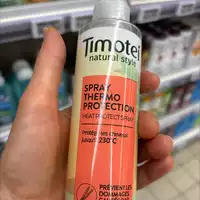 Timotei
natural style
SPRAY
THERMO
PROTECTION
HEAT PROTECT SPRAY
jusqu'à 230°C
PRÉVIENT LES
DOMMAGES